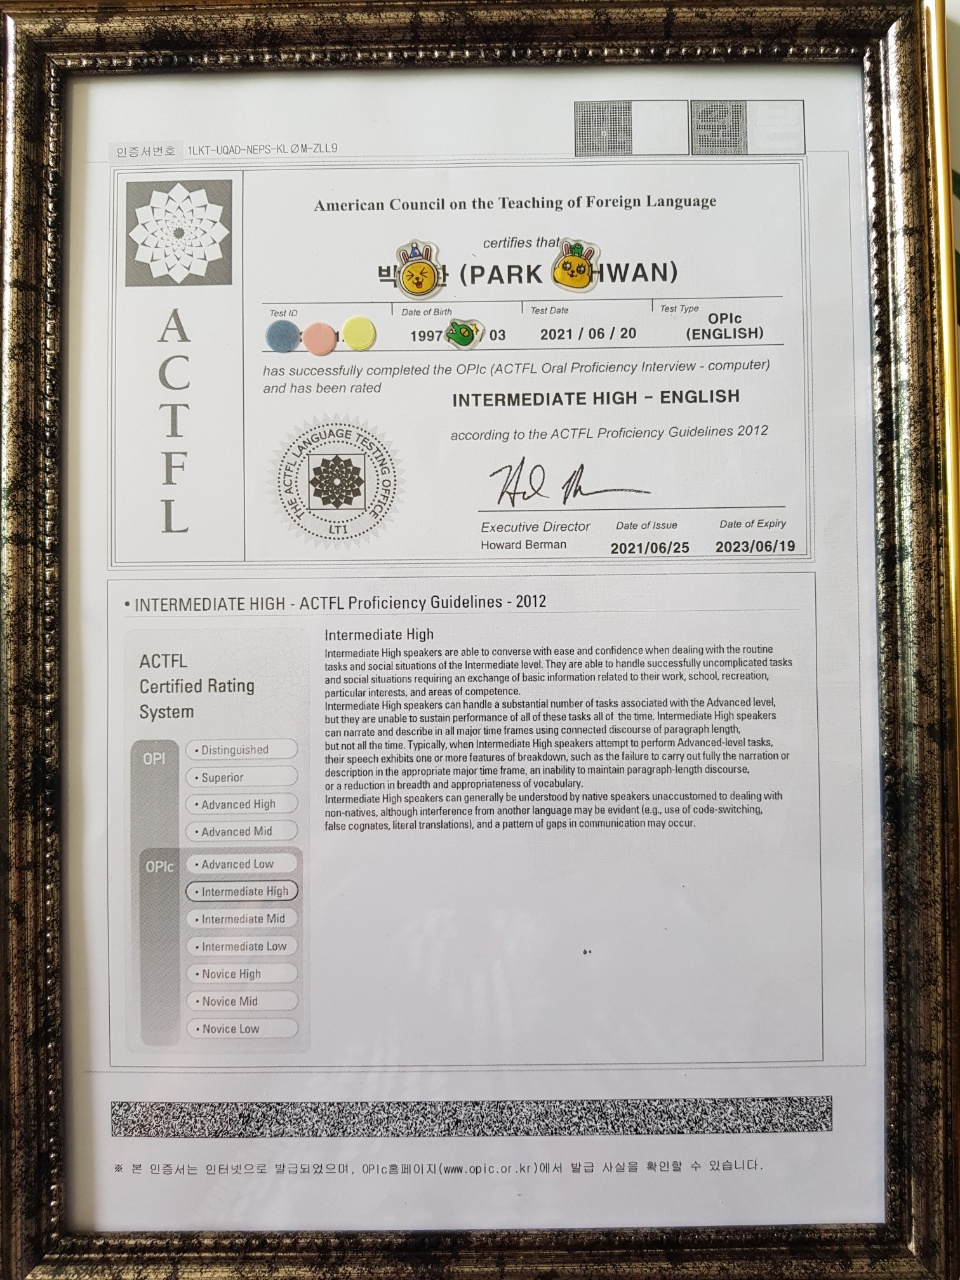 인증서번호 1LKT-UQAD-NEPS-KLØM-ZLL9
ACTFL
American Council on the Teaching of Foreign Language
certifies that
박 (PARK HWAN)
Test ID
Date of Birth
Test Date
Test Type
1997 / 03
2021 / 06 / 20
OPIc
(ENGLISH)
has successfully completed the OPIc (ACTFL Oral Proficiency Interview - computer)
and has been rated
INTERMEDIATE HIGH - ENGLISH
according to the ACTFL Proficiency Guidelines 2012
THE ACTFL LANGUAGE TESTING OFFICE
LTI
Executive Director
Howard Berman
Date of Issue
2021/06/25
Date of Expiry
2023/06/19
• INTERMEDIATE HIGH - ACTFL Proficiency Guidelines - 2012
ACTFL
Certified Rating
System
OPI
• Distinguished
• Superior
• Advanced High
• Advanced Mid
OPIc
• Advanced Low
• Intermediate High
• Intermediate Mid
• Intermediate Low
• Novice High
• Novice Mid
• Novice Low
Intermediate High
Intermediate High speakers are able to converse with ease and confidence when dealing with the routine
tasks and social situations of the Intermediate level. They are able to handle successfully uncomplicated tasks
and social situations requiring an exchange of basic information related to their work, school, recreation,
particular interests, and areas of competence.
Intermediate High speakers can handle a substantial number of tasks associated with the Advanced level,
but they are unable to sustain performance of all of these tasks all of the time. Intermediate High speakers
can narrate and describe in all major time frames using connected discourse of paragraph length,
but not all the time. Typically, when Intermediate High speakers attempt to perform Advanced-level tasks,
their speech exhibits one or more features of breakdown, such as the failure to carry out fully the narration or
description in the appropriate major time frame, an inability to maintain paragraph-length discourse,
or a reduction in breadth and appropriateness of vocabulary.
Intermediate High speakers can generally be understood by native speakers unaccustomed to dealing with
non-natives, although interference from another language may be evident (e.g., use of code-switching,
false cognates, literal translations), and a pattern of gaps in communication may occur.
※ 본 인증서는 인터넷으로 발급되었으며, OPIc홈페이지(www.opic.or.kr)에서 발급 사실을 확인할 수 있습니다.